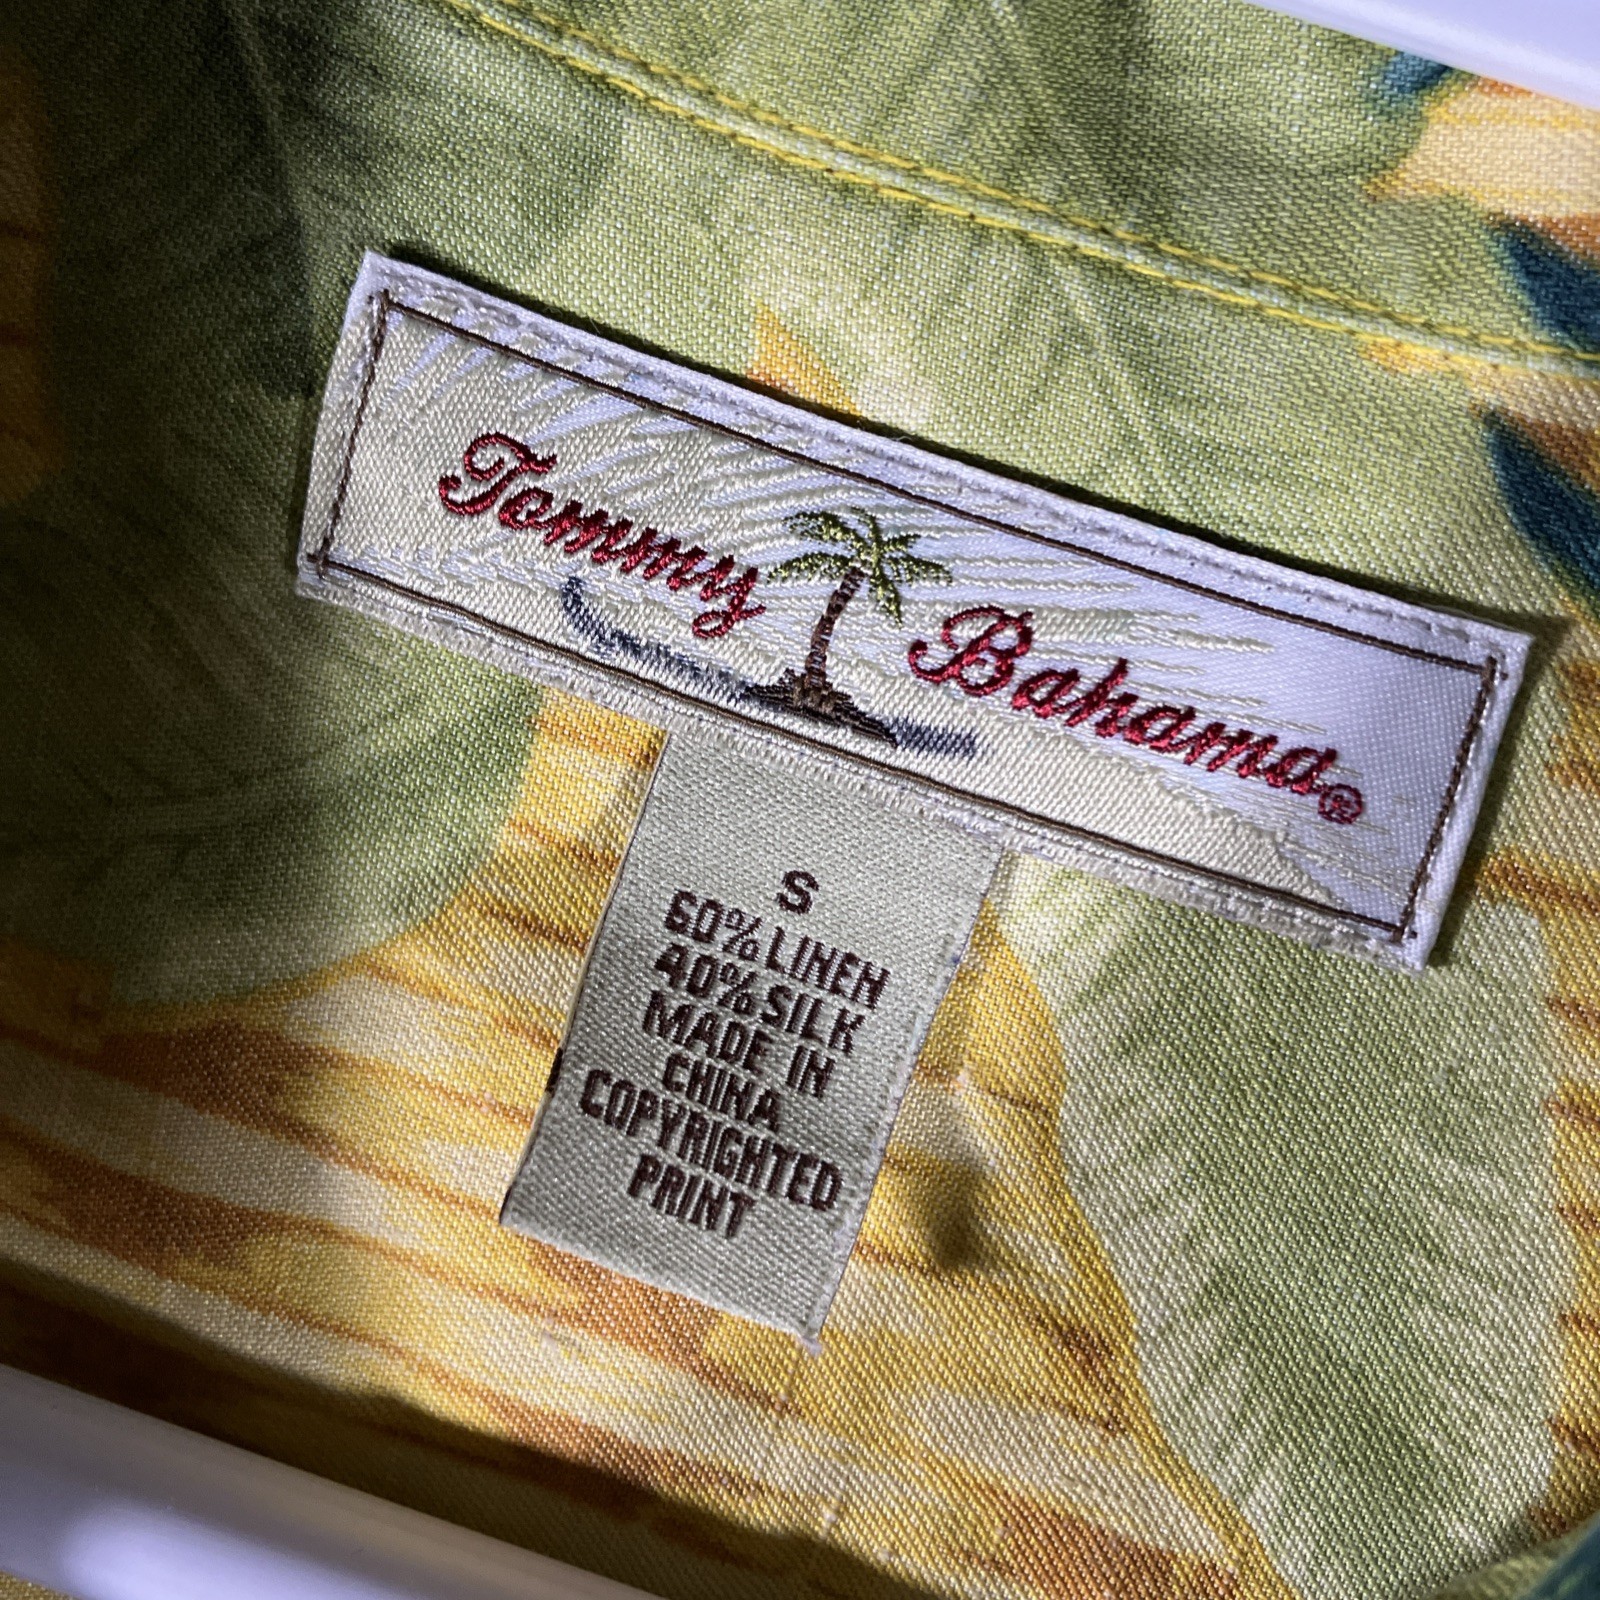 Tommy Bahama®
S
60% LINEN
40% SILK
MADE IN
CHINA
COPYRIGHTED
PRINT